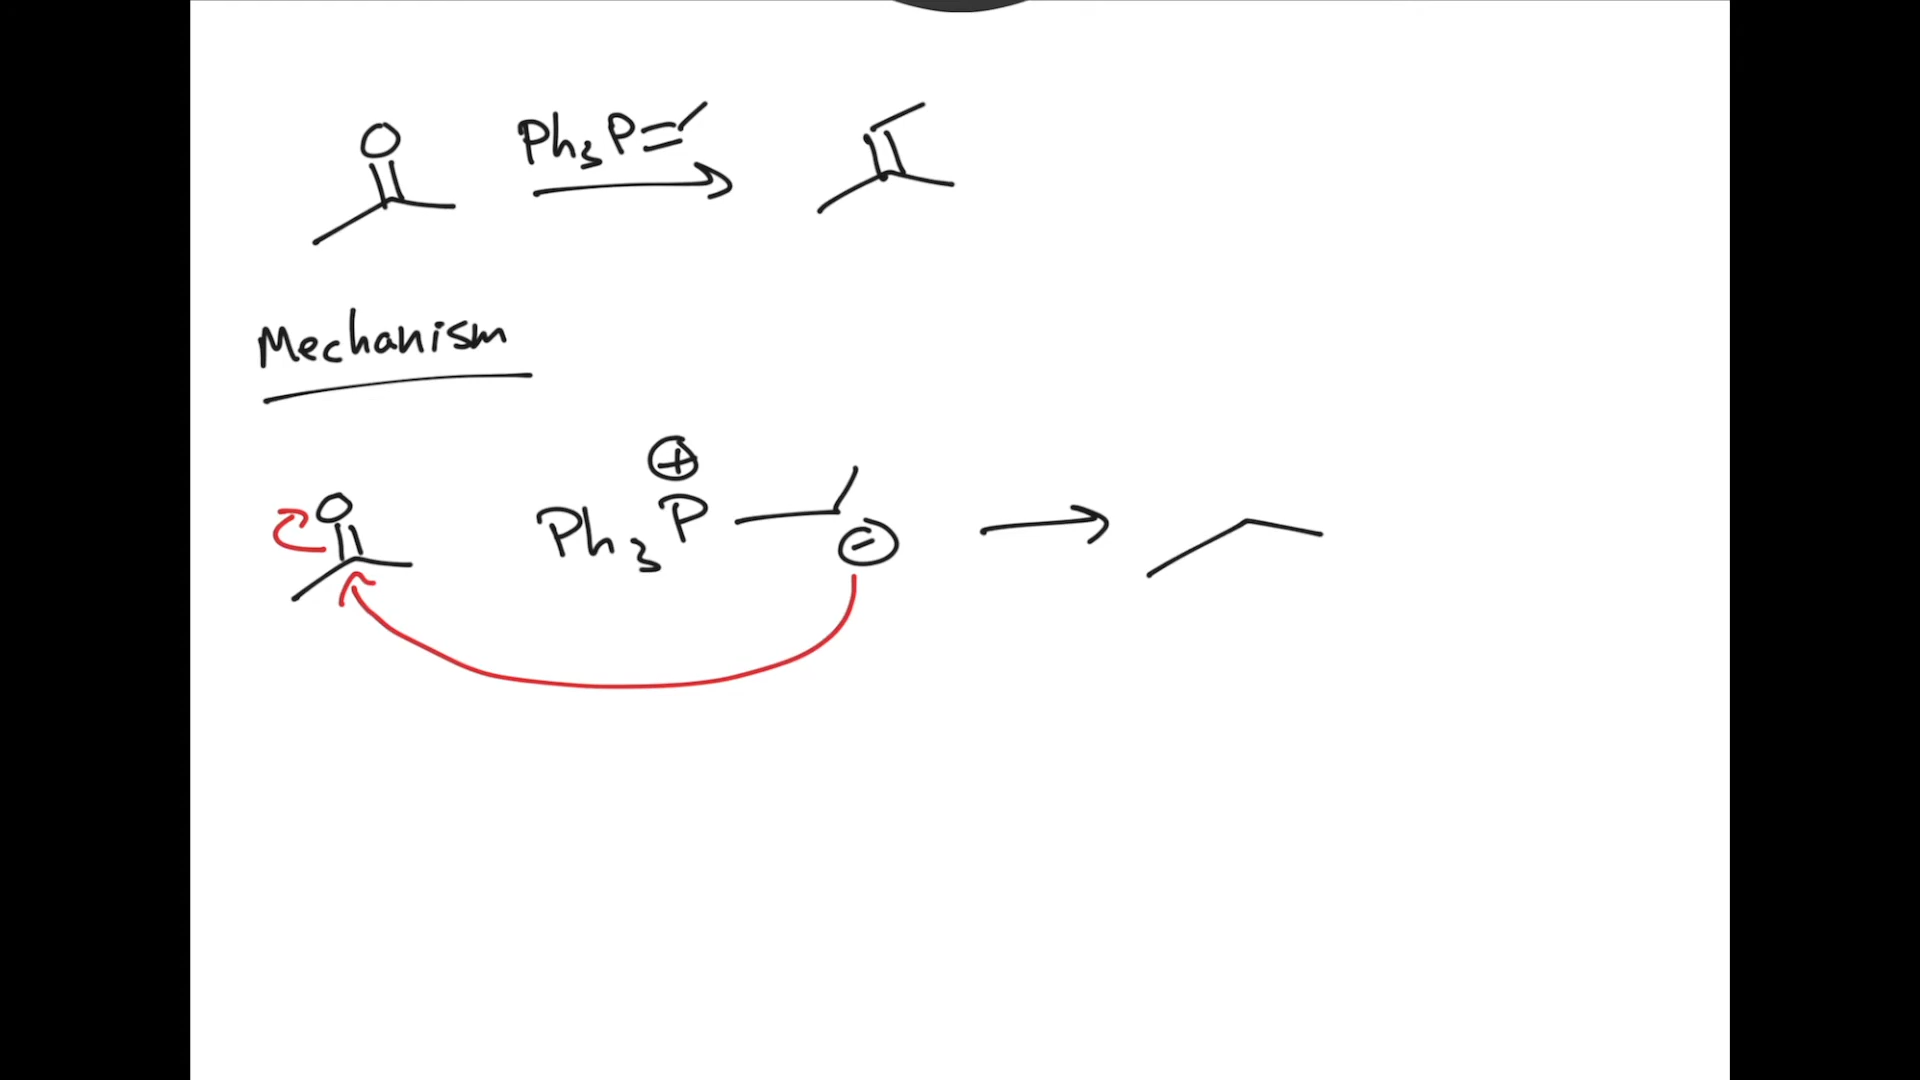 O Ph₃P
Mechanism
⊕
O Ph₃P ⊖